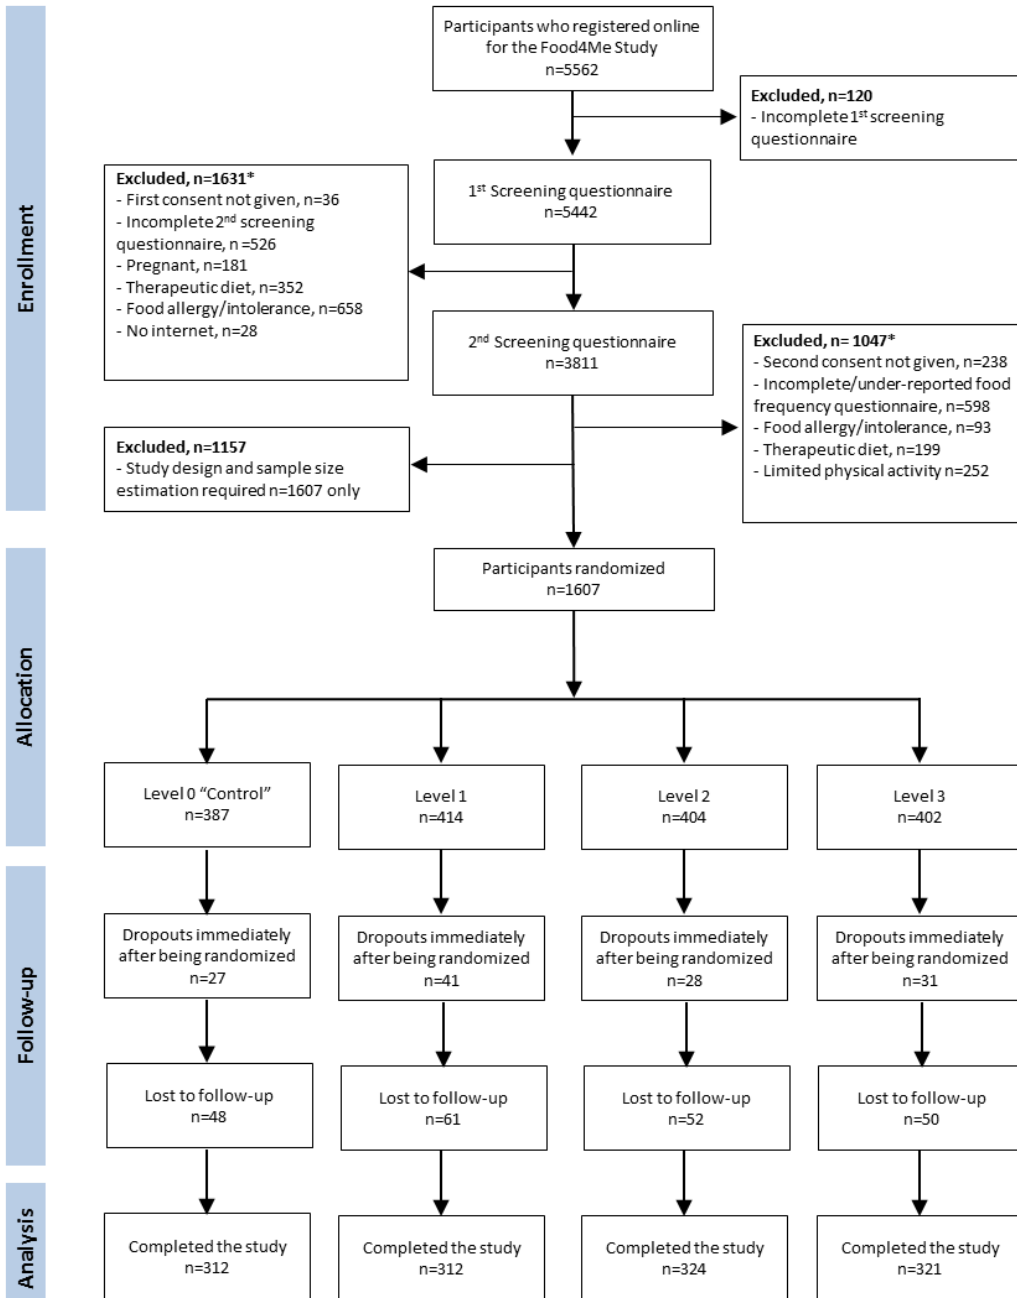 Enrollment
Participants who registered online
for the Food4Me Study
n=5562
Excluded, n=120
- Incomplete 1st screening
questionnaire
1st Screening questionnaire
n=5442
Excluded, n=1631*
- First consent not given, n=36
- Incomplete 2nd screening
questionnaire, n =526
- Pregnant, n=181
- Therapeutic diet, n=352
- Food allergy/intolerance, n=658
- No internet, n=28
2nd Screening questionnaire
n=3811
Excluded, n= 1047*
- Second consent not given, n=238
- Incomplete/under-reported food
frequency questionnaire, n=598
- Food allergy/intolerance, n=93
- Therapeutic diet, n=199
- Limited physical activity n=252
Excluded, n=1157
- Study design and sample size
estimation required n=1607 only
Participants randomized
n=1607
Allocation
Level 0 “Control”
n=387
Level 1
n=414
Level 2
n=404
Level 3
n=402
Follow-up
Dropouts immediately
after being randomized
n=27
Dropouts immediately
after being randomized
n=41
Dropouts immediately
after being randomized
n=28
Dropouts immediately
after being randomized
n=31
Lost to follow-up
n=48
Lost to follow-up
n=61
Lost to follow-up
n=52
Lost to follow-up
n=50
Analysis
Completed the study
n=312
Completed the study
n=312
Completed the study
n=324
Completed the study
n=321